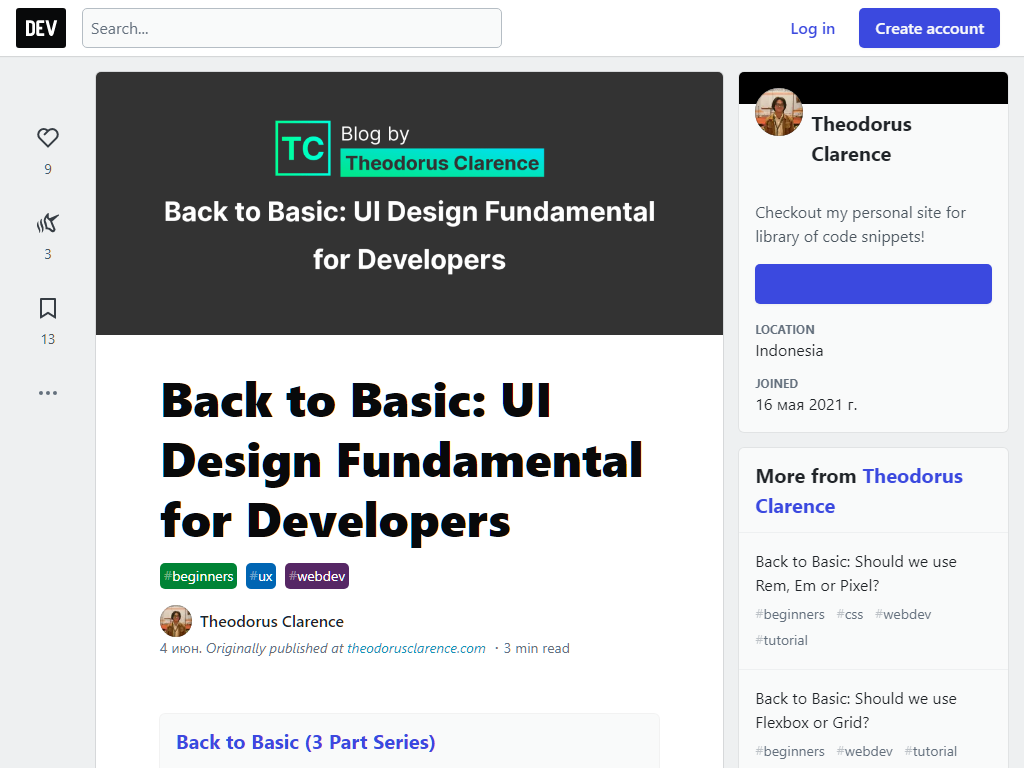 DEV
Search...
Log in
Create account
9
3
13
TC
Blog by
Theodorus Clarence
Back to Basic: UI Design Fundamental
for Developers
Back to Basic: UI
Design Fundamental
for Developers
#beginners #ux #webdev
Theodorus Clarence
4 июн. Originally published at theodorusclarence.com ・3 min read
Back to Basic (3 Part Series)
Theodorus
Clarence
Checkout my personal site for
library of code snippets!
LOCATION
Indonesia
JOINED
16 мая 2021 г.
More from Theodorus
Clarence
Back to Basic: Should we use
Rem, Em or Pixel?
#beginners #css #webdev
#tutorial
Back to Basic: Should we use
Flexbox or Grid?
#beginners #webdev #tutorial